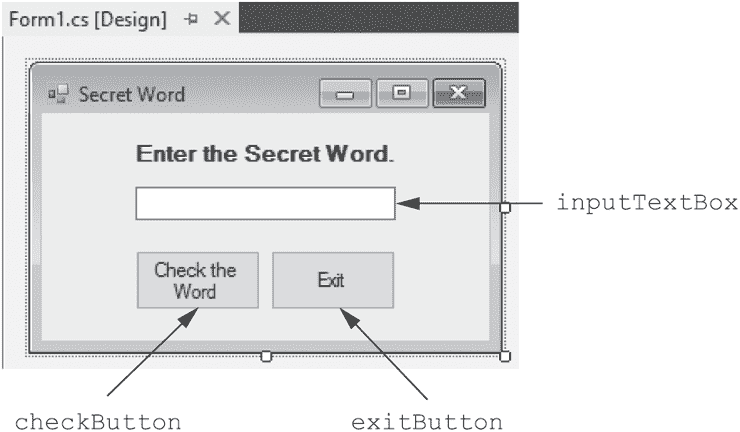 Form1.cs [Design]
Secret Word
Enter the Secret Word.
inputTextBox
Check the
Word
Exit
checkButton
exitButton